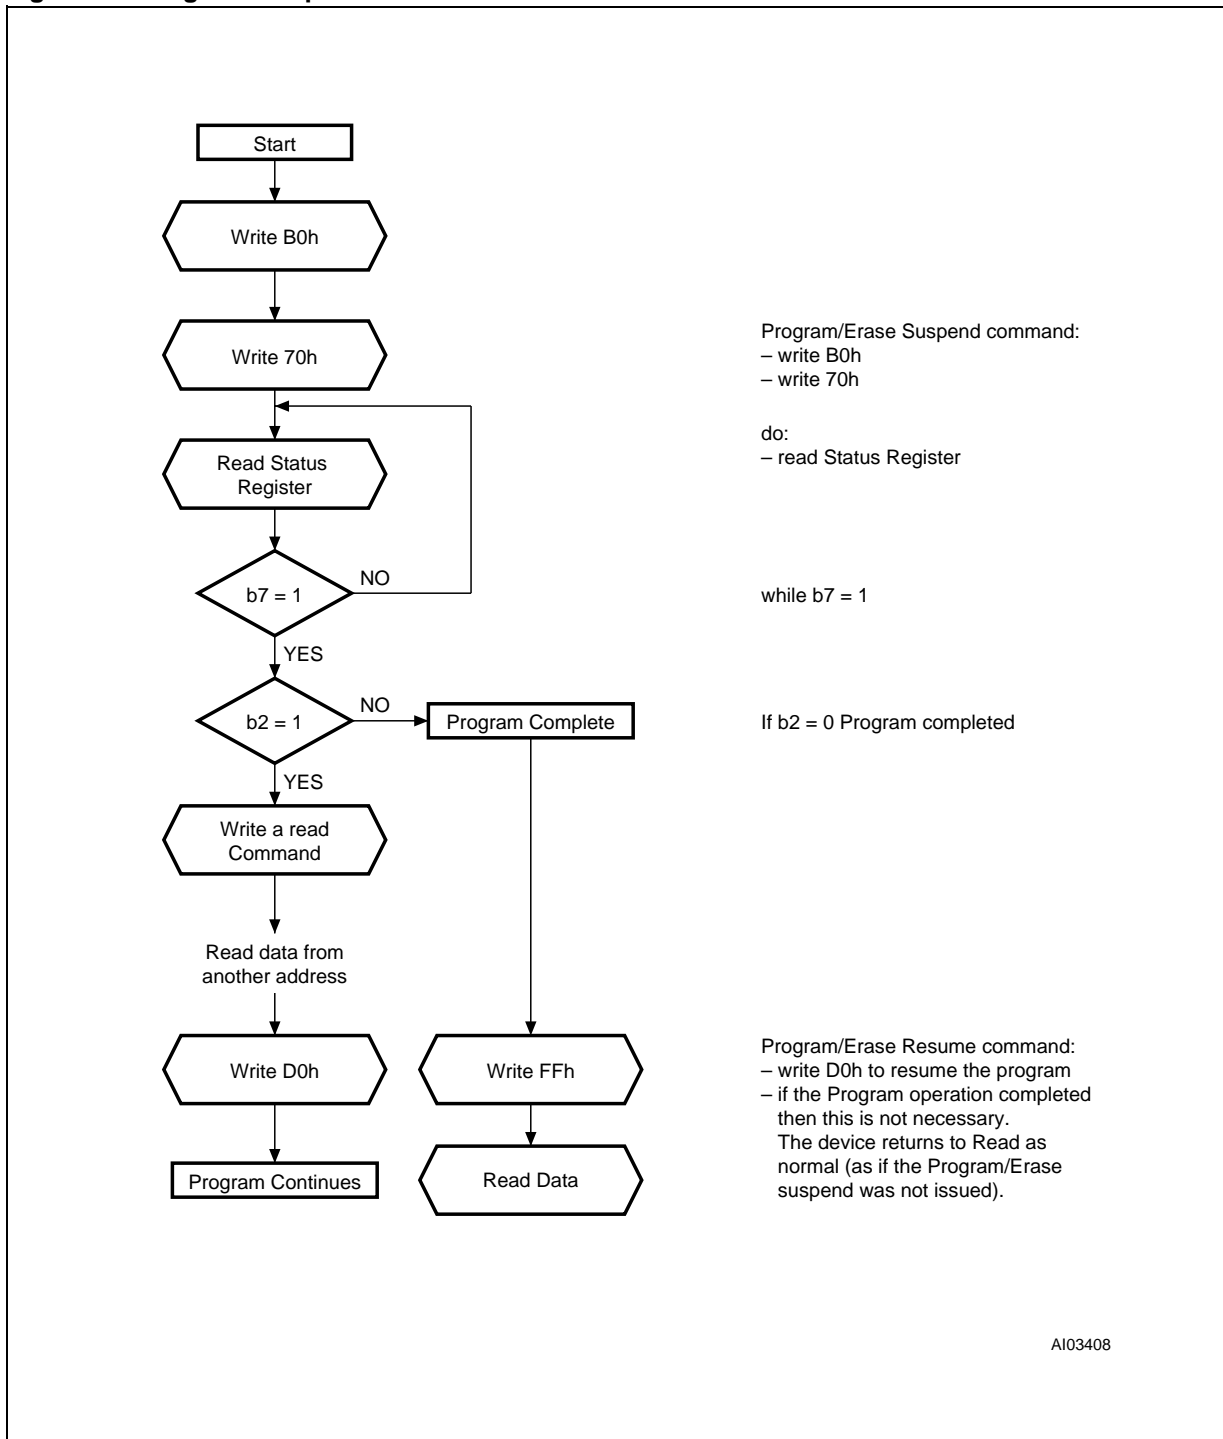 Start
Write B0h
Write 70h
Read Status
Register
NO
b7 = 1
YES
NO
b2 = 1
Program Complete
YES
Write a read
Command
Read data from
another address
Write D0h
Write FFh
Program Continues
Read Data
Program/Erase Suspend command:
– write B0h
– write 70h
do:
– read Status Register
while b7 = 1
If b2 = 0 Program completed
Program/Erase Resume command:
– write D0h to resume the program
– if the Program operation completed
then this is not necessary.
The device returns to Read as
normal (as if the Program/Erase
suspend was not issued).
AI03408